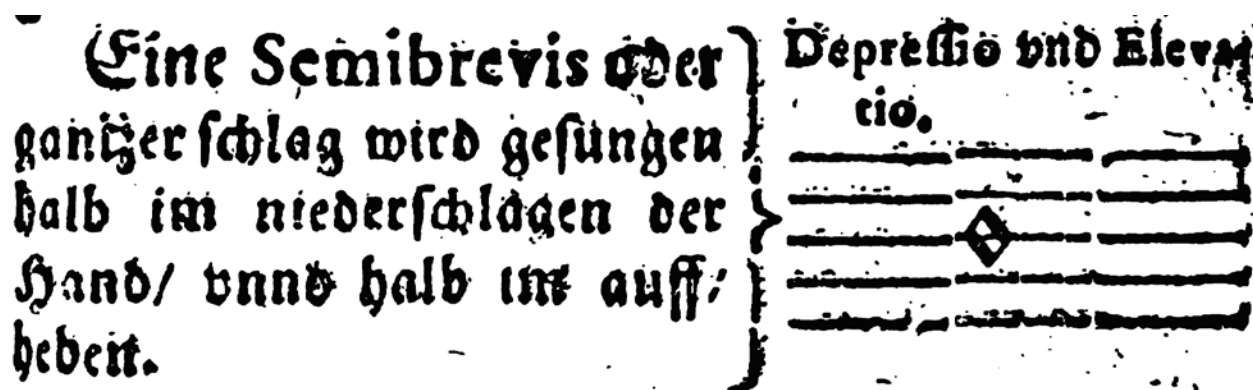 Eine Semibrevis oder
gantzer ſchlag wird geſungen
halb im niederſchlagen der
Hand/ vnnd halb im auff⸗
heben.
Depreſſio vnd Eleva⸗
tio.